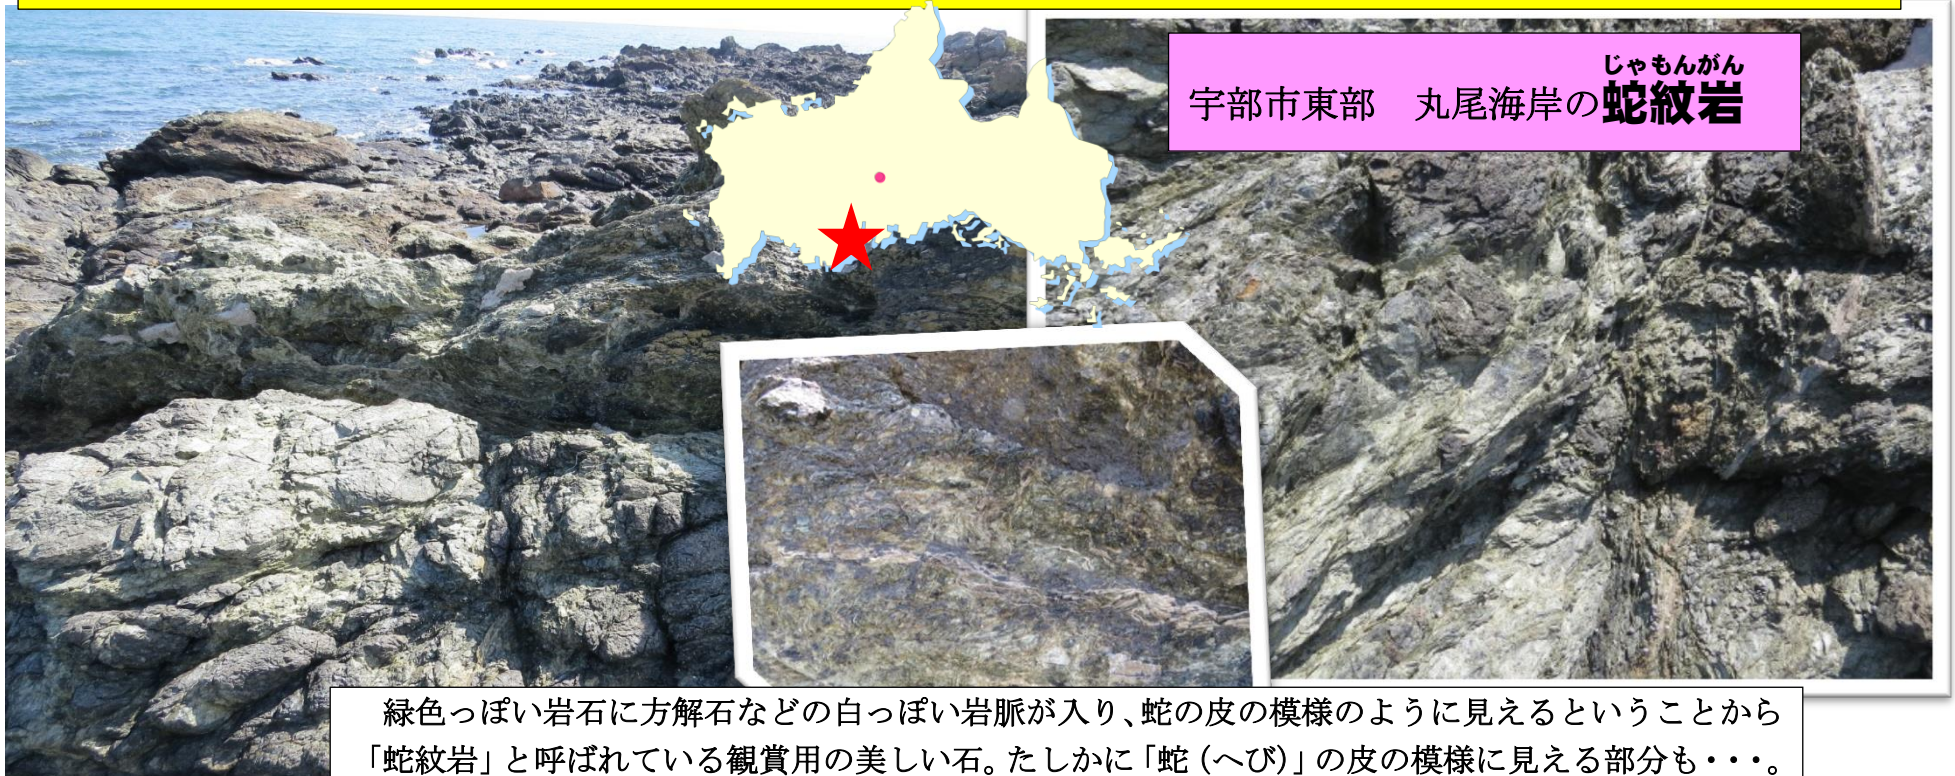 じゃもんがん
宇部市東部　丸尾海岸の蛇紋岩
緑色っぽい岩石に方解石などの白っぽい岩脈が入り、蛇の皮の模様のように見えるということから
「蛇紋岩」と呼ばれている観賞用の美しい石。たしかに「蛇（へび）」の皮の模様に見える部分も・・・。